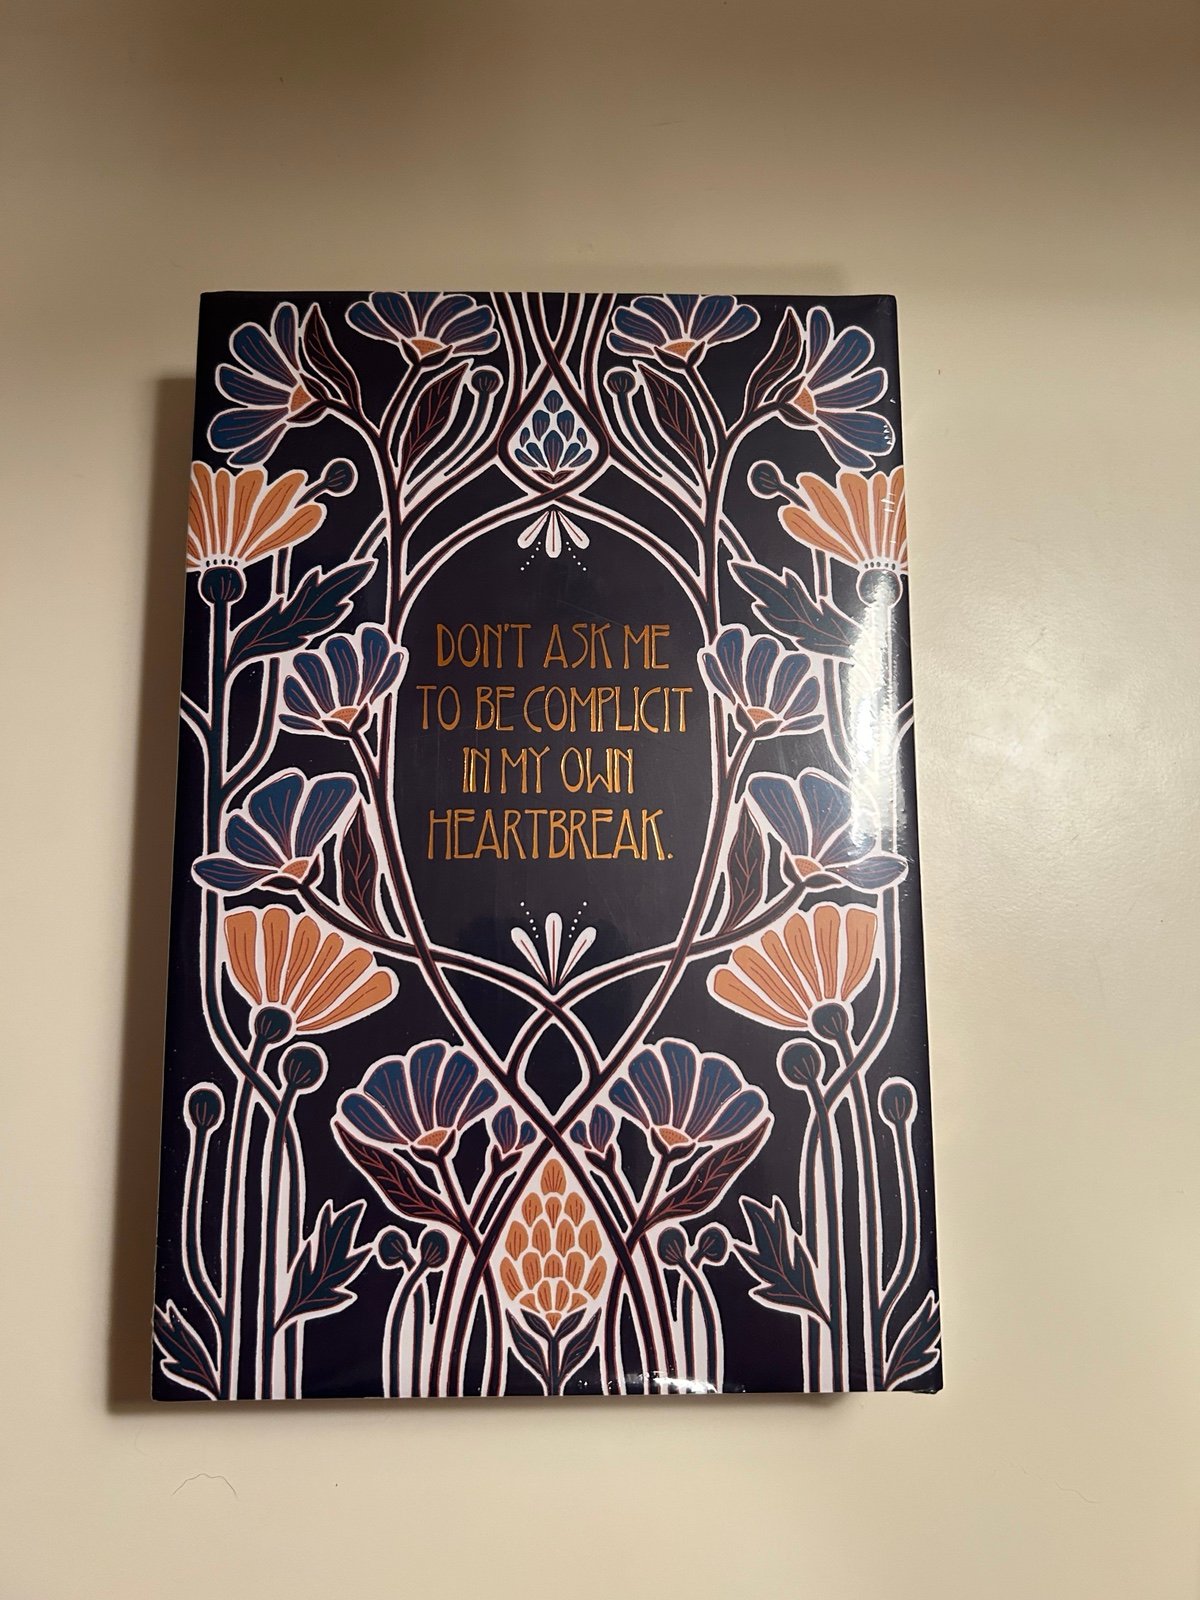 DON'T ASK ME
TO BE COMPLICIT
IN MY OWN
HEARTBREAK.